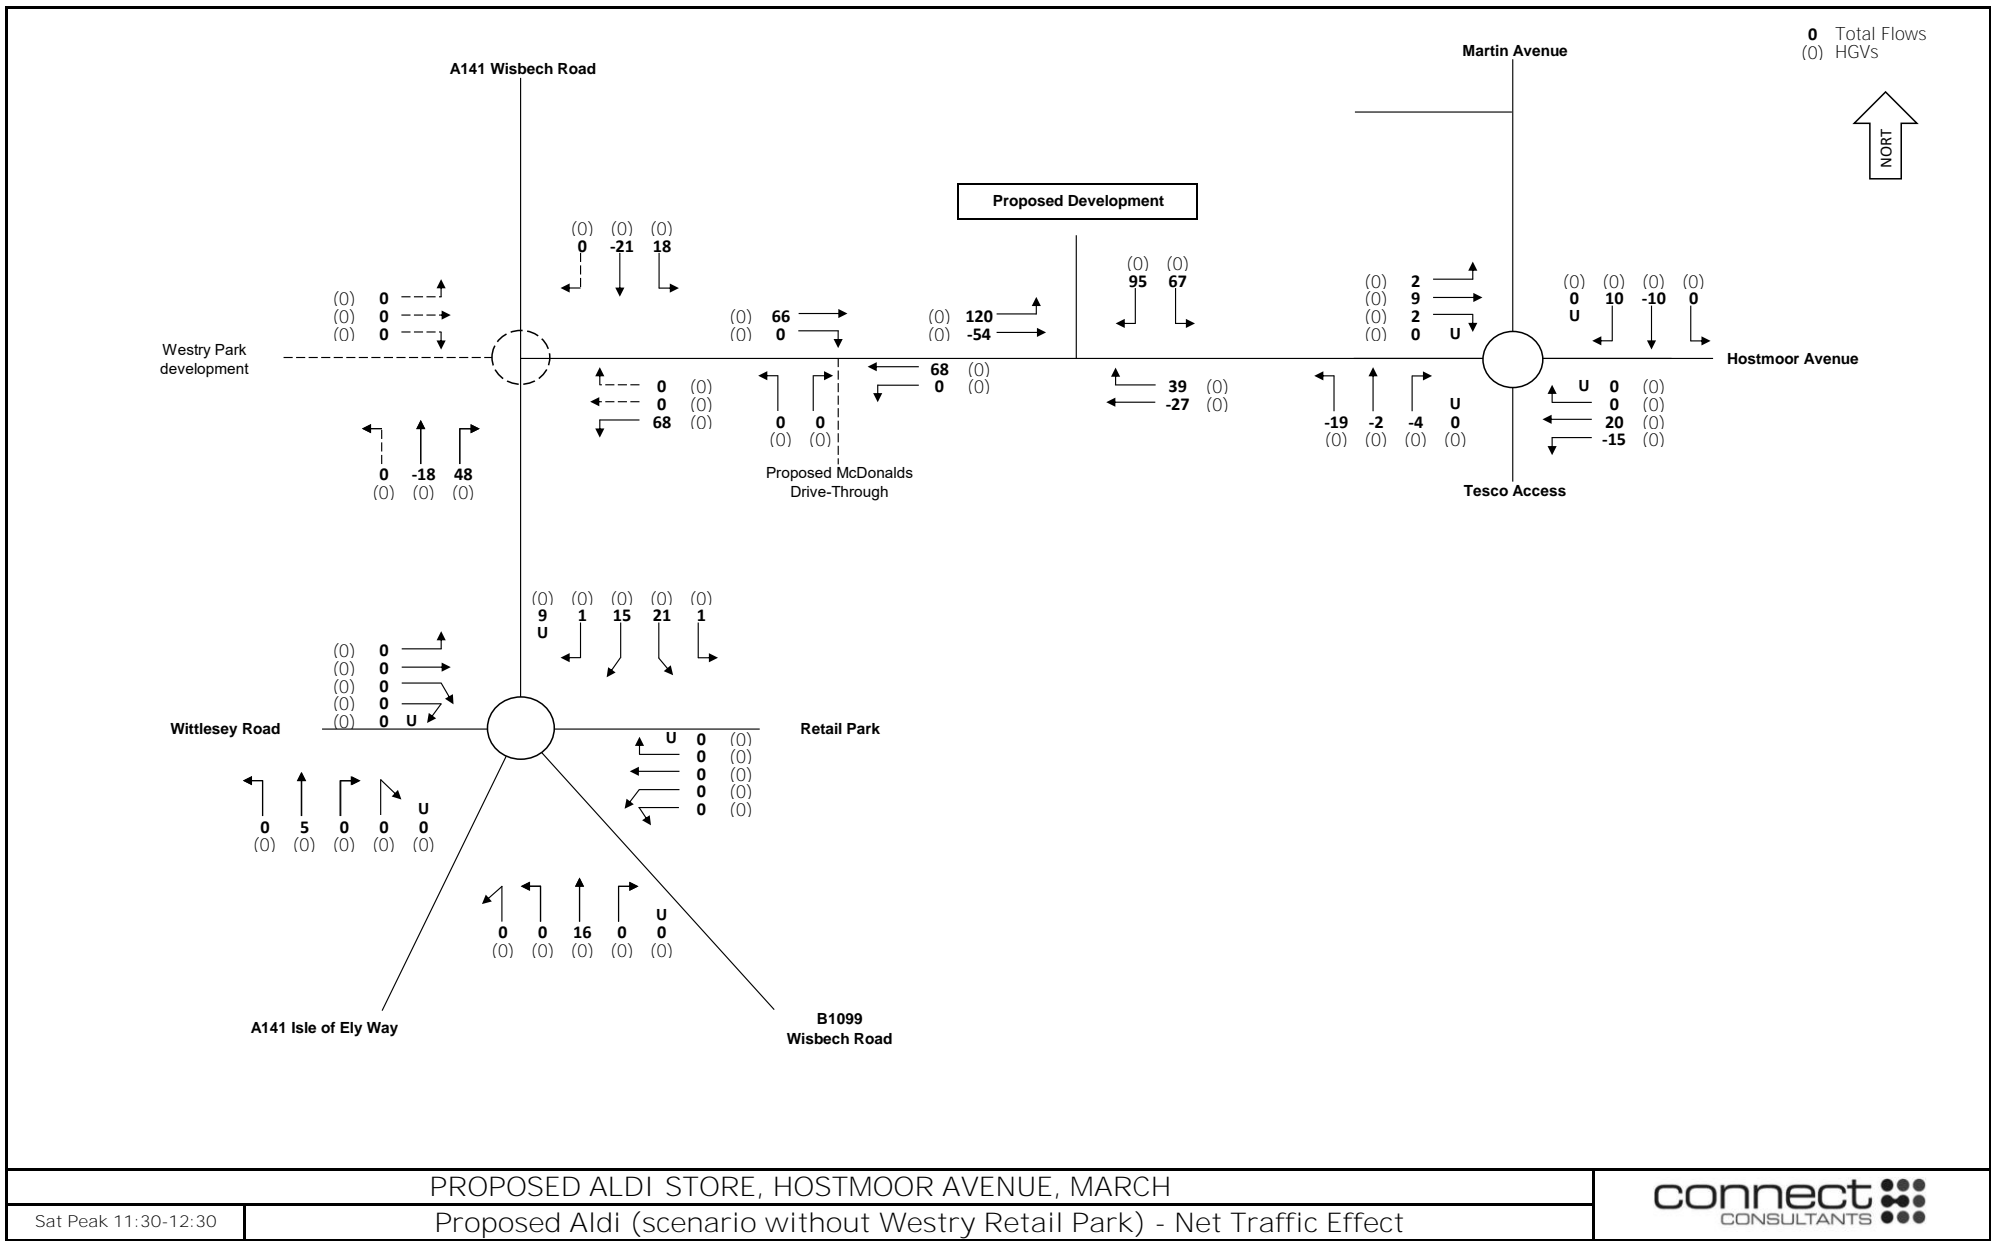 0 Total Flows
(0) HGVs
NORT
A141 Wisbech Road
Martin Avenue
Proposed Development
(0) (0) (0)
0 -21 18
(0) 0
(0) 0
(0) 0
Westry Park
development
(0) 66
(0) 0
(0) 120
(0) -54
(0) (0)
95 67
(0) 2
(0) 9
(0) 2
(0) 0 U
(0) (0) (0) (0)
0 10 -10 0
U
Hostmoor Avenue
0 (0)
0 (0)
68 (0)
0 0
(0) (0)
68 (0)
0 (0)
39 (0)
-27 (0)
U
-19 -2 -4 0
(0) (0) (0) (0)
U 0 (0)
0 (0)
20 (0)
-15 (0)
0 -18 48
(0) (0) (0)
Proposed McDonalds
Drive-Through
Tesco Access
(0) (0) (0) (0) (0)
9 1 15 21 1
U
(0) 0
(0) 0
(0) 0
(0) 0
(0) 0 U
Wittlesey Road
Retail Park
U 0 (0)
0 (0)
0 (0)
0 (0)
0 (0)
U
0 5 0 0 0
(0) (0) (0) (0) (0)
U
0 0 16 0 0
(0) (0) (0) (0) (0)
A141 Isle of Ely Way
B1099
Wisbech Road
PROPOSED ALDI STORE, HOSTMOOR AVENUE, MARCH
Sat Peak 11:30-12:30
Proposed Aldi (scenario without Westry Retail Park) - Net Traffic Effect
connect
CONSULTANTS